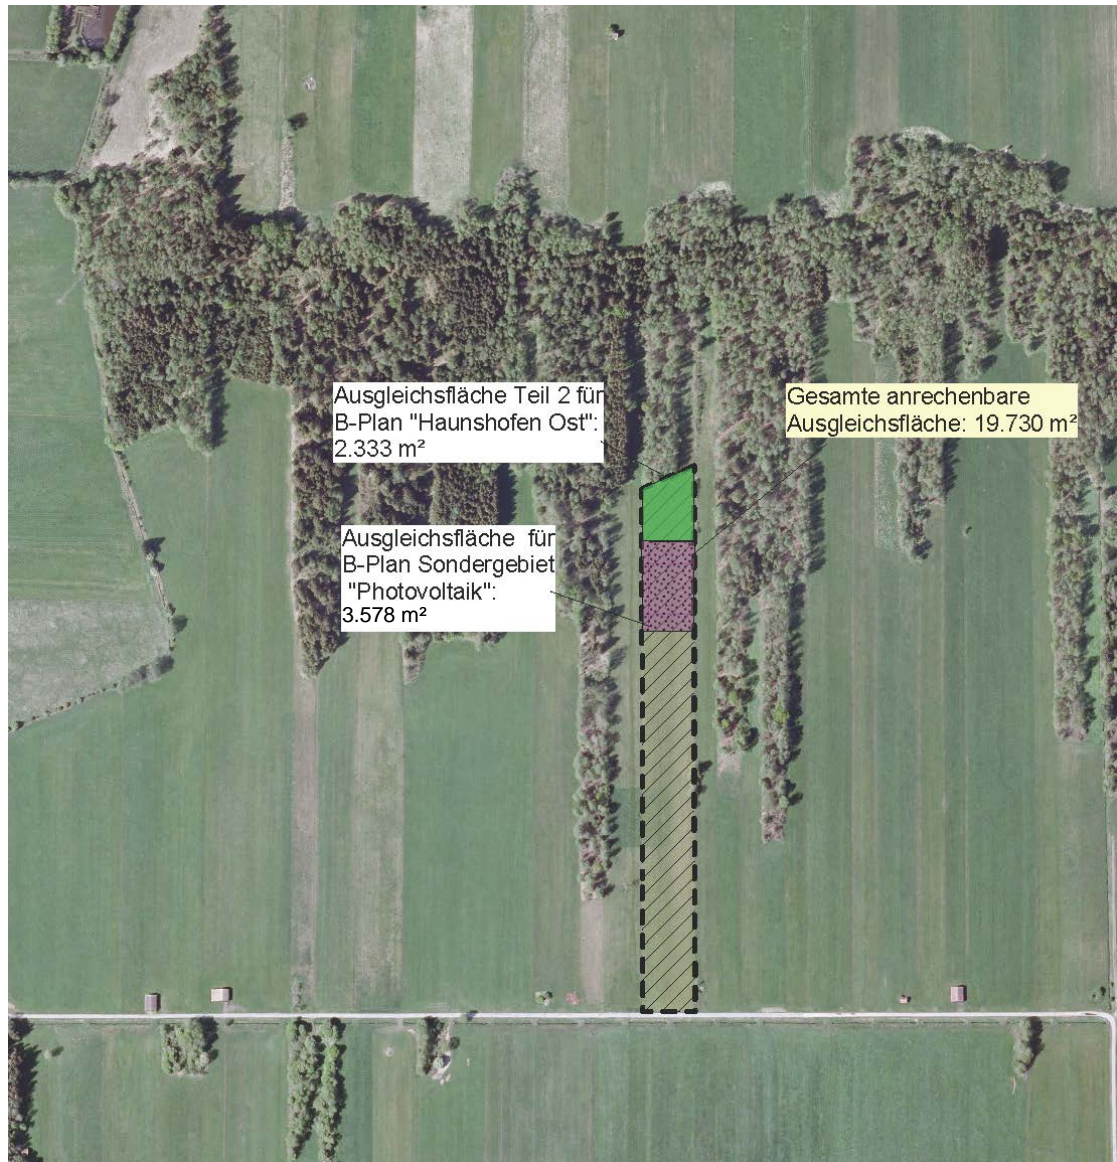 Ausgleichsfläche Teil 2 für
B-Plan "Haunshofen Ost":
2.333 m²
Gesamte anrechenbare
Ausgleichsfläche: 19.730 m²
Ausgleichsfläche für
B-Plan Sondergebiet
"Photovoltaik":
3.578 m²